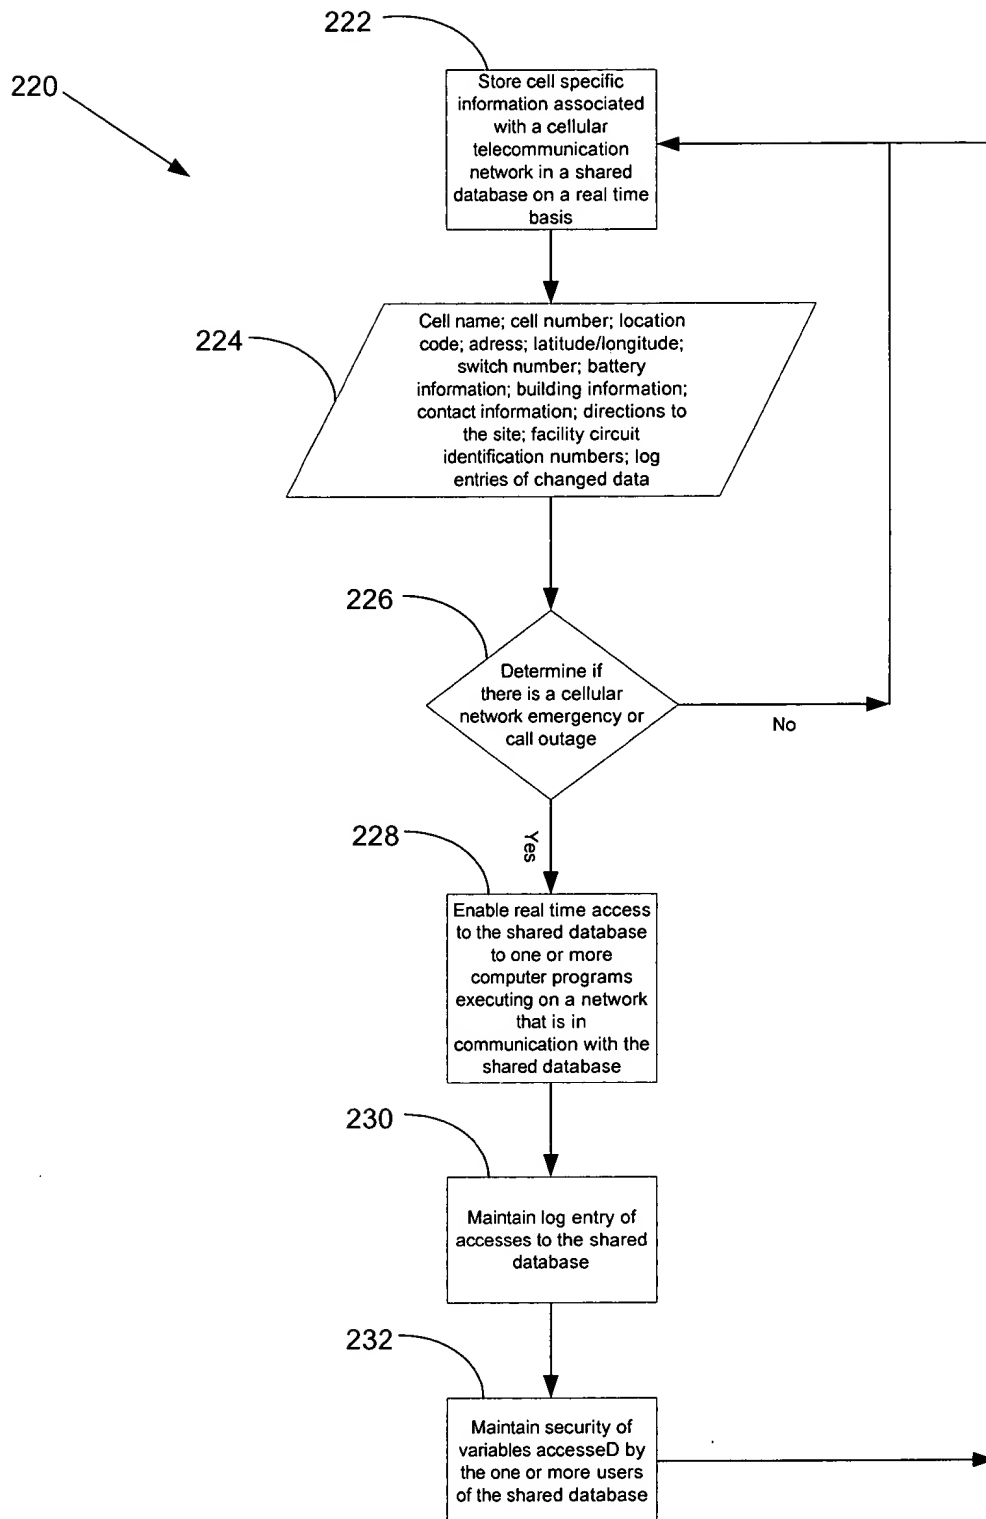 222
220
Store cell specific
information associated
with a cellular
telecommunication
network in a shared
database on a real time
basis
224
Cell name; cell number; location
code; adress; latitude/longitude;
switch number; battery
information; building information;
contact information; directions to
the site; facility circuit
identification numbers; log
entries of changed data
226
Determine if
there is a cellular
network emergency or
call outage
No
Yes
228
Enable real time access
to the shared database
to one or more
computer programs
executing on a network
that is in
communication with the
shared database
230
Maintain log entry of
accesses to the shared
database
232
Maintain security of
variables accesseD by
the one or more users
of the shared database